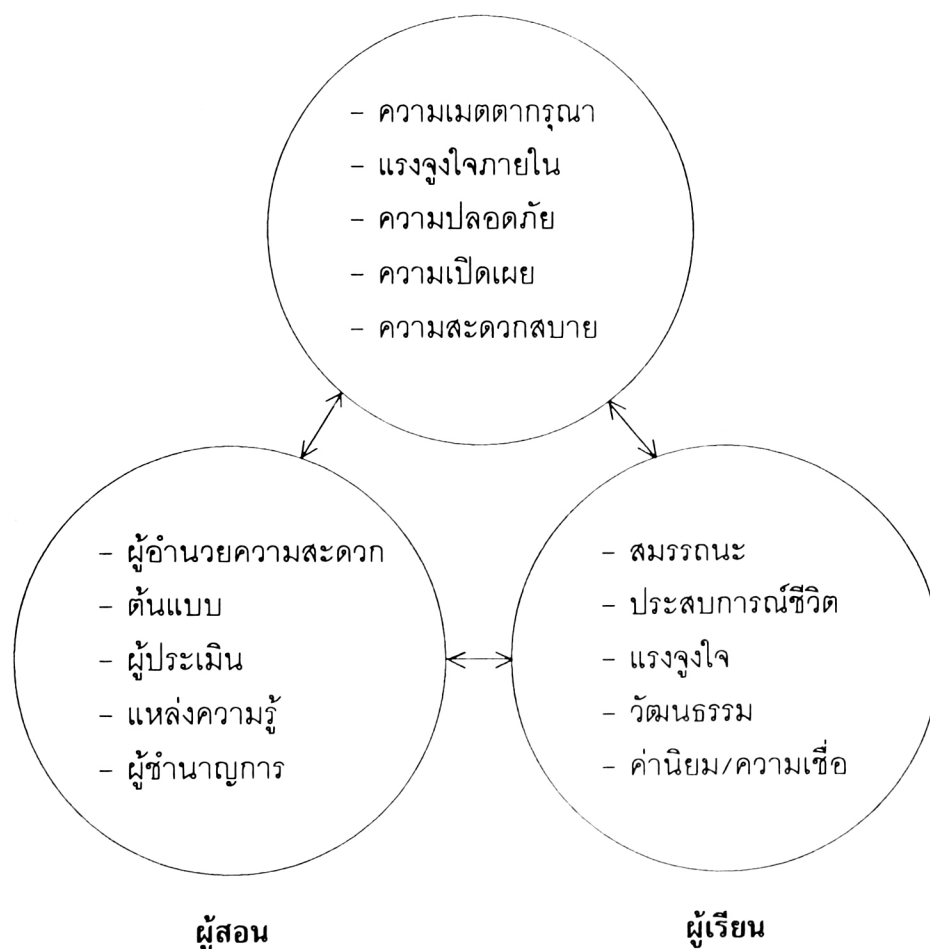 - ความเมตตากรุณา
- แรงจูงใจภายใน
- ความปลอดภัย
- ความเปิดเผย
- ความสะดวกสบาย
- ผู้อำนวยความสะดวก
- ต้นแบบ
- ผู้ประเมิน
- แหล่งความรู้
- ผู้ชำนาญการ
- สมรรถนะ
- ประสบการณ์ชีวิต
- แรงจูงใจ
- วัฒนธรรม
- ค่านิยม/ความเชื่อ
ผู้สอน
ผู้เรียน